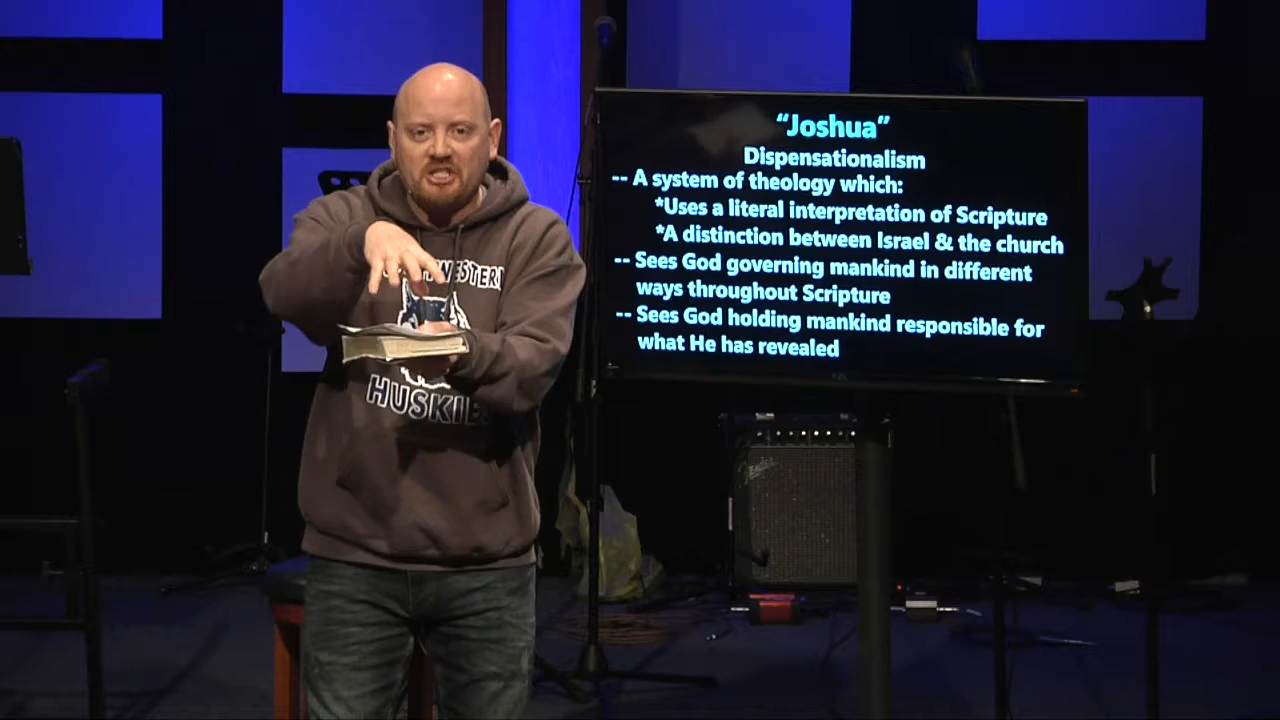 “Joshua”
Dispensationalism
-- A system of theology which:
*Uses a literal interpretation of Scripture
*A distinction between Israel & the church
-- Sees God governing mankind in different
ways throughout Scripture
-- Sees God holding mankind responsible for
what He has revealed
Fender